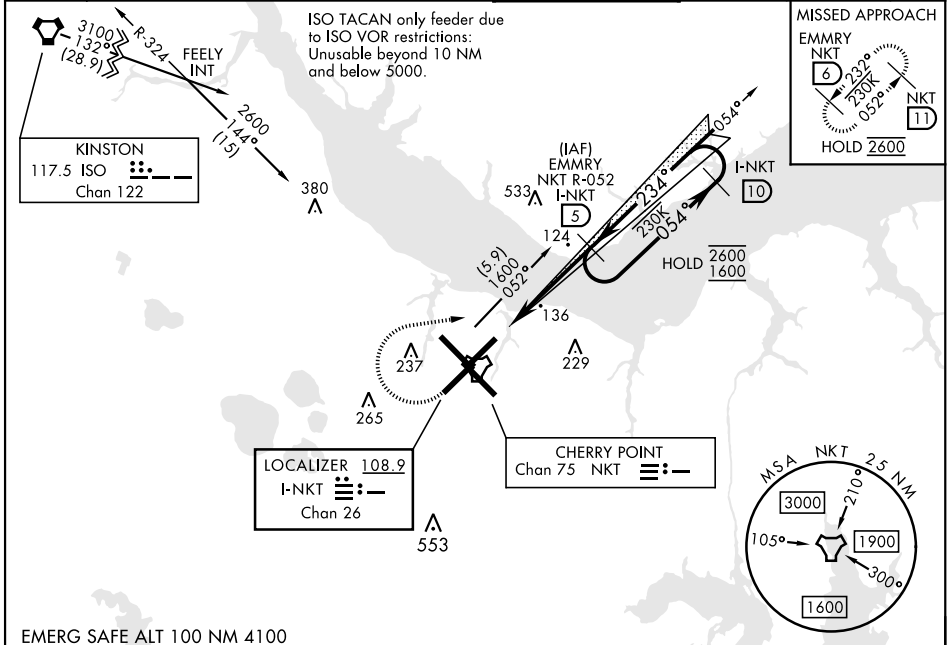 ISO TACAN only feeder due
to ISO VOR restrictions:
Unusable beyond 10 NM
and below 5000.
3100
132°
(28.9)
R-324
FEELY
INT
2600
144°
(15)
KINSTON
117.5 ISO
Chan 122
MISSED APPROACH
EMMRY
NKT
6
232°
230K
052°
NKT
11
HOLD 2600
380
533
(IAF)
EMMRY
NKT R-052
I-NKT
5
124
054°
234°
230K
054°
I-NKT
10
HOLD 2600
1600
(5.9)
1600
052°
136
237
229
265
LOCALIZER 108.9
I-NKT
Chan 26
CHERRY POINT
Chan 75 NKT
553
MSA NKT 25 NM
3000
210°
105°
1900
300°
1600
EMERG SAFE ALT 100 NM 4100